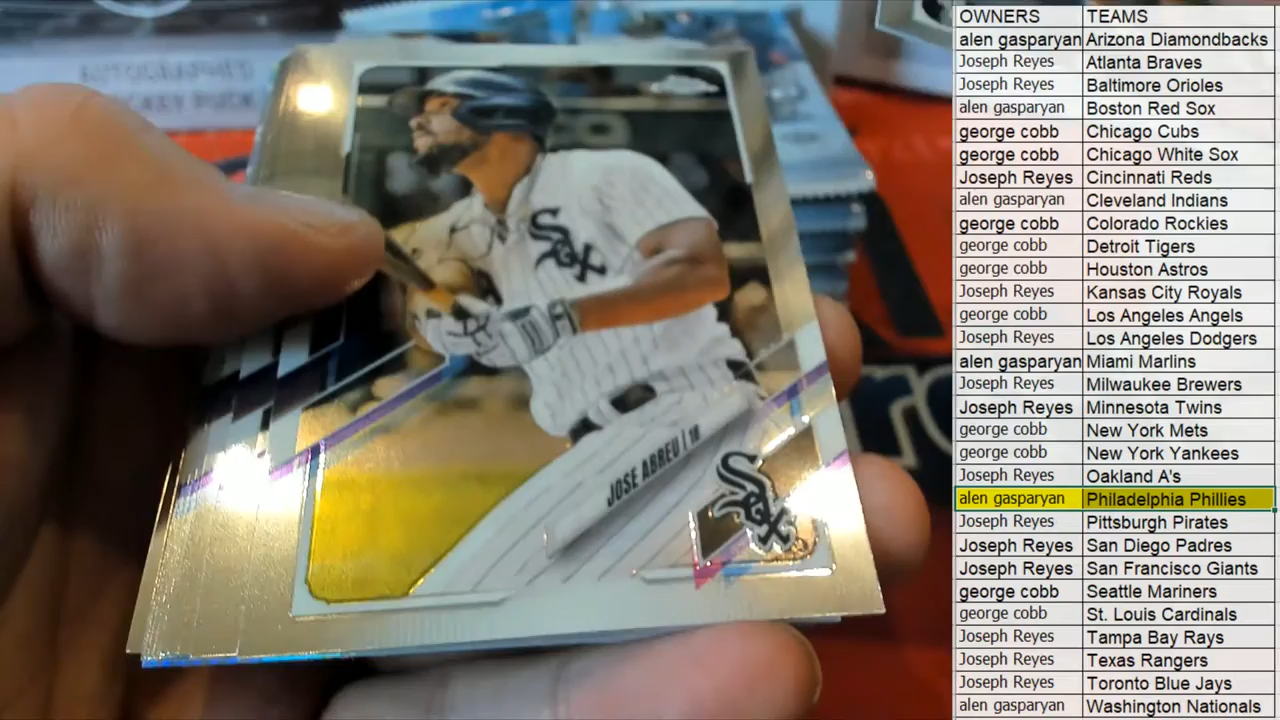 AUTOGRAPHED
HOCKEY PUCK
SOX
JOSE ABREU | 1B
SOX
OWNERS TEAMS
alen gasparyan Arizona Diamondbacks
Joseph Reyes Atlanta Braves
Joseph Reyes Baltimore Orioles
alen gasparyan Boston Red Sox
george cobb Chicago Cubs
george cobb Chicago White Sox
Joseph Reyes Cincinnati Reds
alen gasparyan Cleveland Indians
george cobb Colorado Rockies
george cobb Detroit Tigers
george cobb Houston Astros
Joseph Reyes Kansas City Royals
george cobb Los Angeles Angels
Joseph Reyes Los Angeles Dodgers
alen gasparyan Miami Marlins
Joseph Reyes Milwaukee Brewers
Joseph Reyes Minnesota Twins
george cobb New York Mets
george cobb New York Yankees
Joseph Reyes Oakland A's
alen gasparyan Philadelphia Phillies
Joseph Reyes Pittsburgh Pirates
Joseph Reyes San Diego Padres
Joseph Reyes San Francisco Giants
george cobb Seattle Mariners
george cobb St. Louis Cardinals
Joseph Reyes Tampa Bay Rays
Joseph Reyes Texas Rangers
Joseph Reyes Toronto Blue Jays
alen gasparyan Washington Nationals